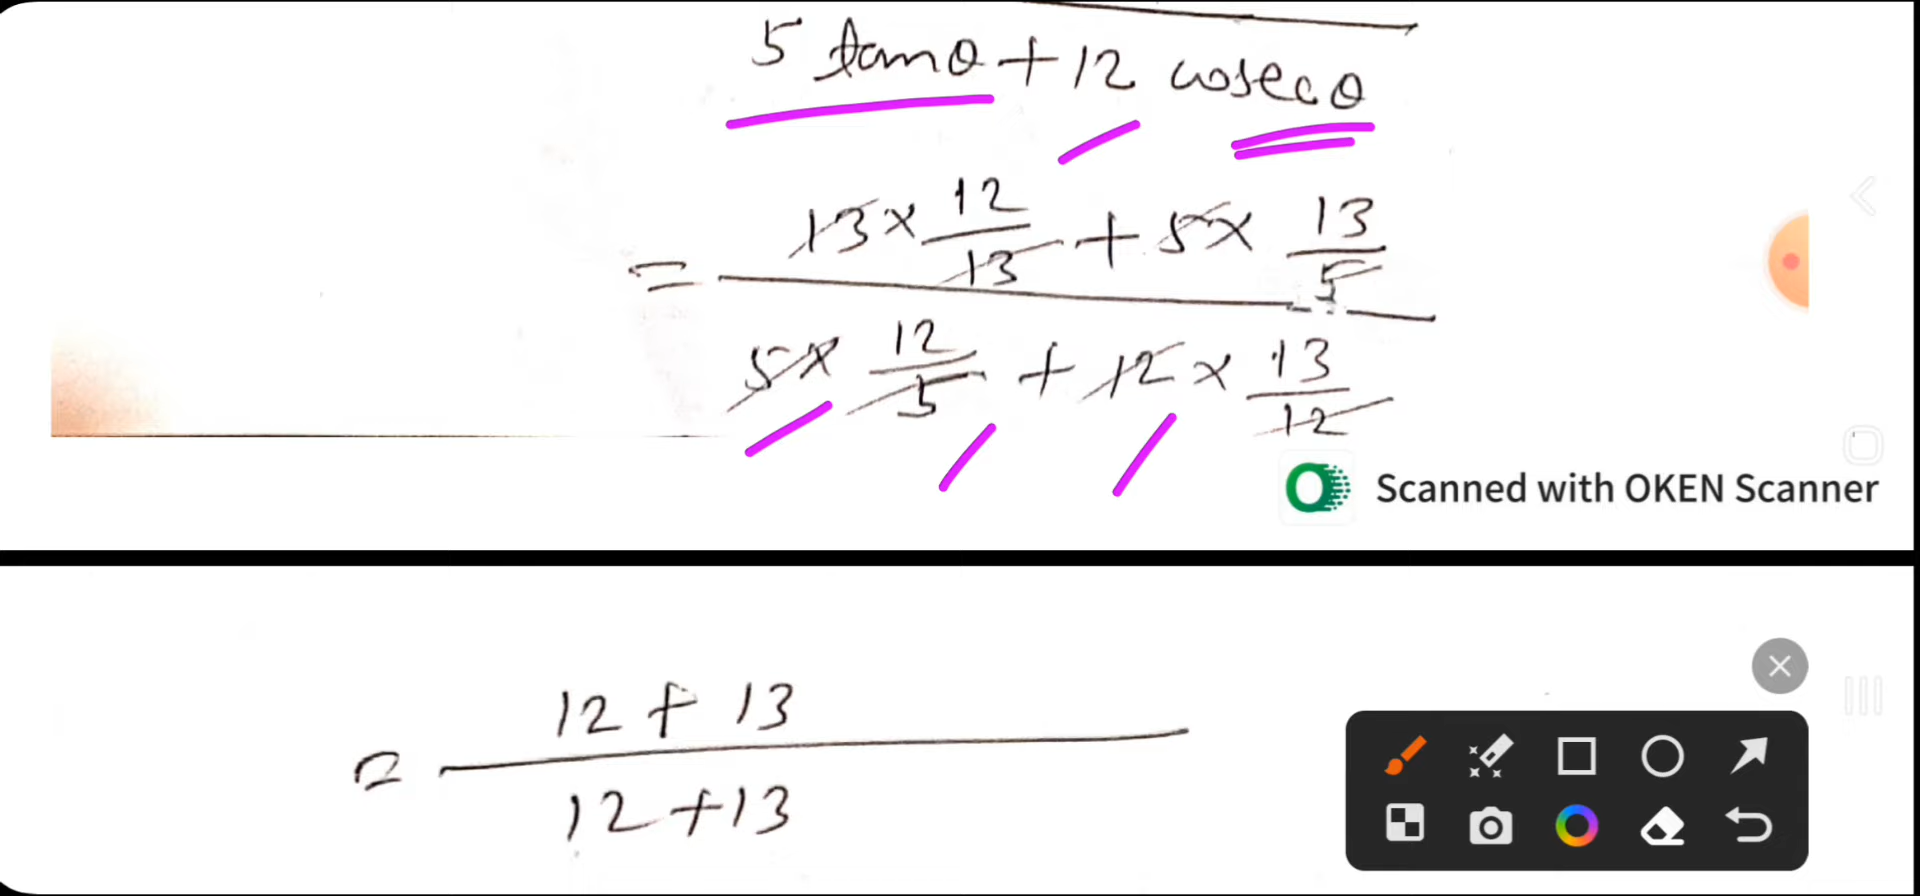 5 tanθ + 12 cosecθ
= (13 × 12/13 + 5 × 13/5) / (5 × 12/5 + 12 × 13/12)
Scanned with OKEN Scanner
= (12 + 13) / (12 + 13)